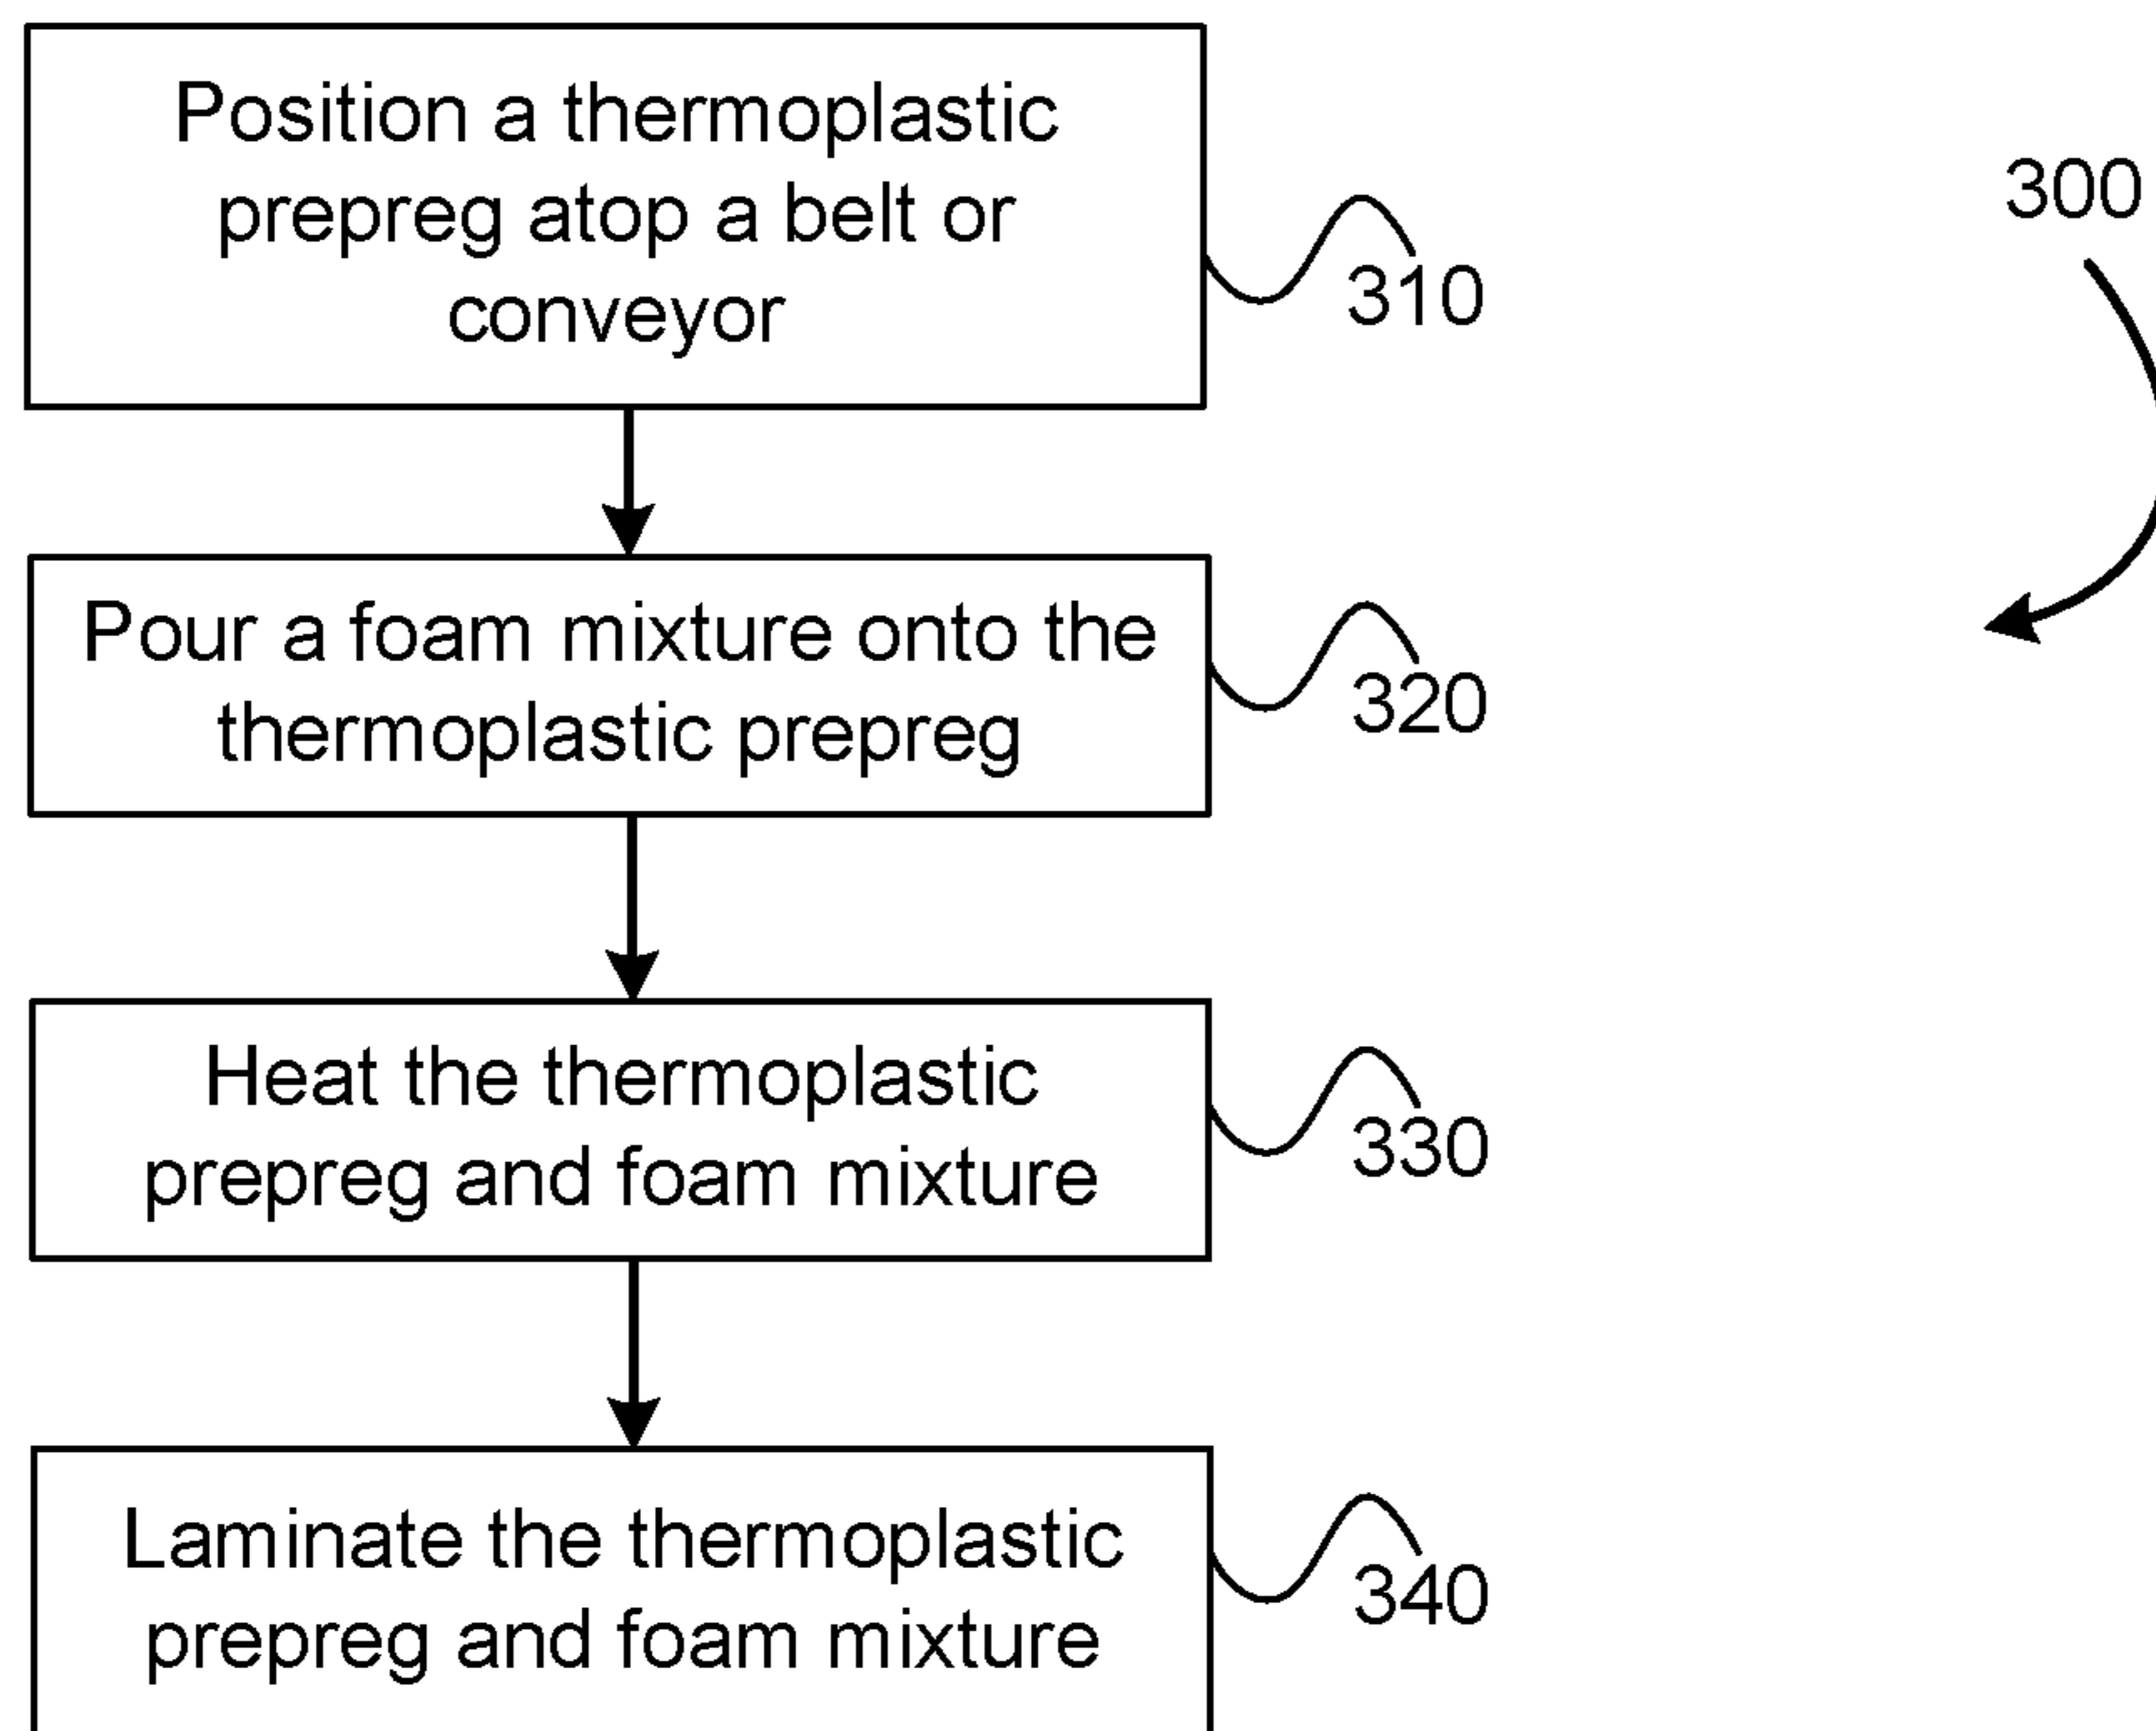 Position a thermoplastic
prepreg atop a belt or
conveyor
310
300
Pour a foam mixture onto the
thermoplastic prepreg
320
Heat the thermoplastic
prepreg and foam mixture
330
Laminate the thermoplastic
prepreg and foam mixture
340